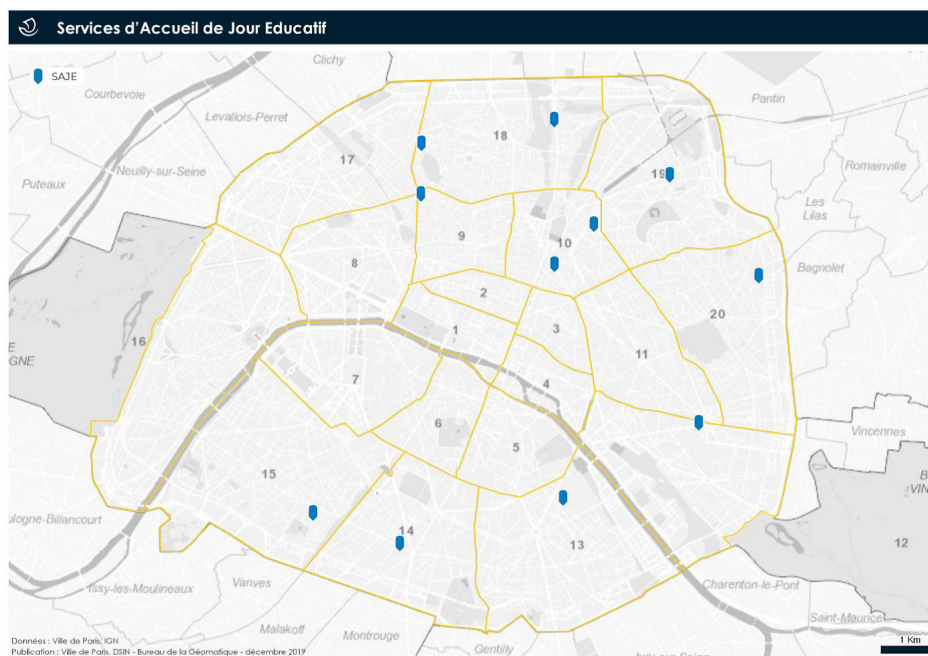 Services d'Accueil de Jour Educatif
SAJE
Clichy
Courbevoie
Levallois-Perret
Pantin
18
17
Neuilly-sur-Seine
Puteaux
19
Romainville
Les
Lilas
9
10
8
Bagnolet
2
20
1
3
16
11
GNE
7
4
6
5
Vincennes
15
14
13
12
Issy-les-Moulineaux
Vanves
Charenton-le-Pont
Saint-Maurice
Malakoff
Montrouge
Gentilly
1 Km
Données : Ville de Paris, IGN
Publication : Ville de Paris, DSIN - Bureau de la Géomatique - décembre 2019